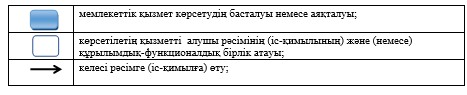 мемлекеттік қызмет көрсетудің басталуы немесе аяқталуы;
көрсетілетін қызметті алушы рәсімінің (іс-қимылының) және (немесе)
құрылымдық-функционалдық бірлік атауы;
келесі рәсімге (іс-қимылға) өту;